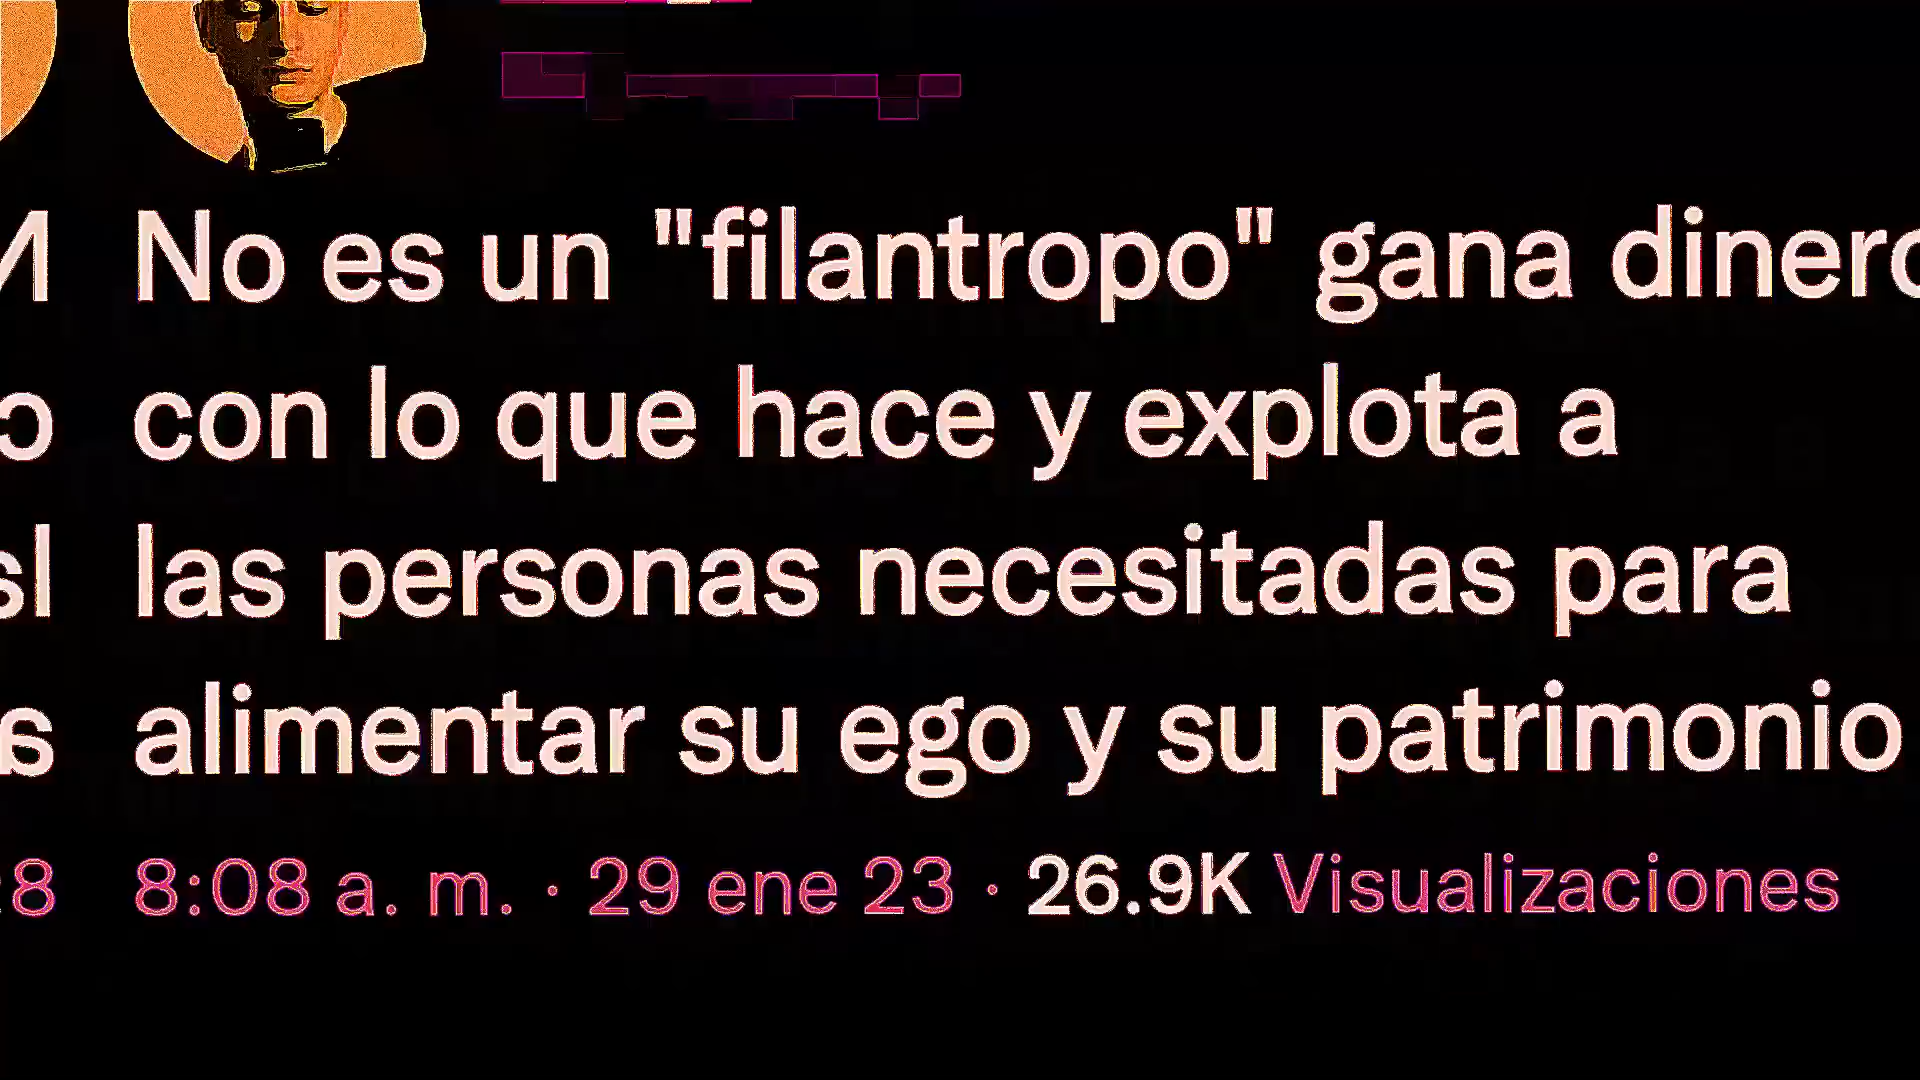 No es un "filantropo" gana dinero
con lo que hace y explota a
las personas necesitadas para
alimentar su ego y su patrimonio
8:08 a. m. · 29 ene 23 · 26.9K Visualizaciones